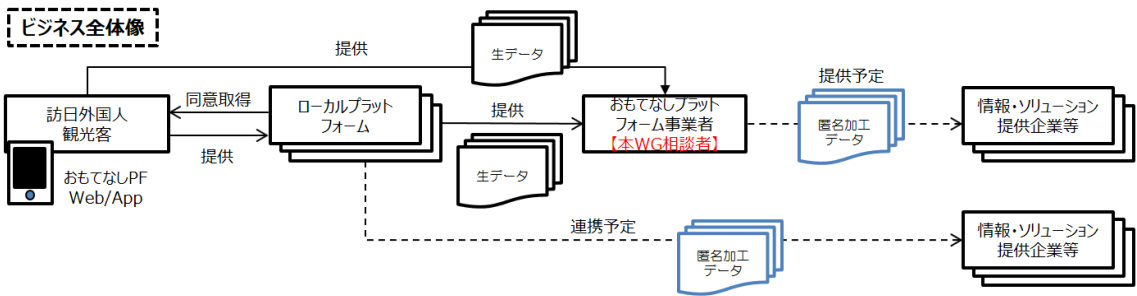 ビジネス全体像
提供
生データ
訪日外国人
観光客
同意取得
提供
ローカルプラット
フォーム
提供
生データ
おもてなしプラット
フォーム事業者
【本WG相談者】
提供予定
匿名加工
データ
情報・ソリューション
提供企業等
おもてなしPF
Web/App
連携予定
匿名加工
データ
情報・ソリューション
提供企業等